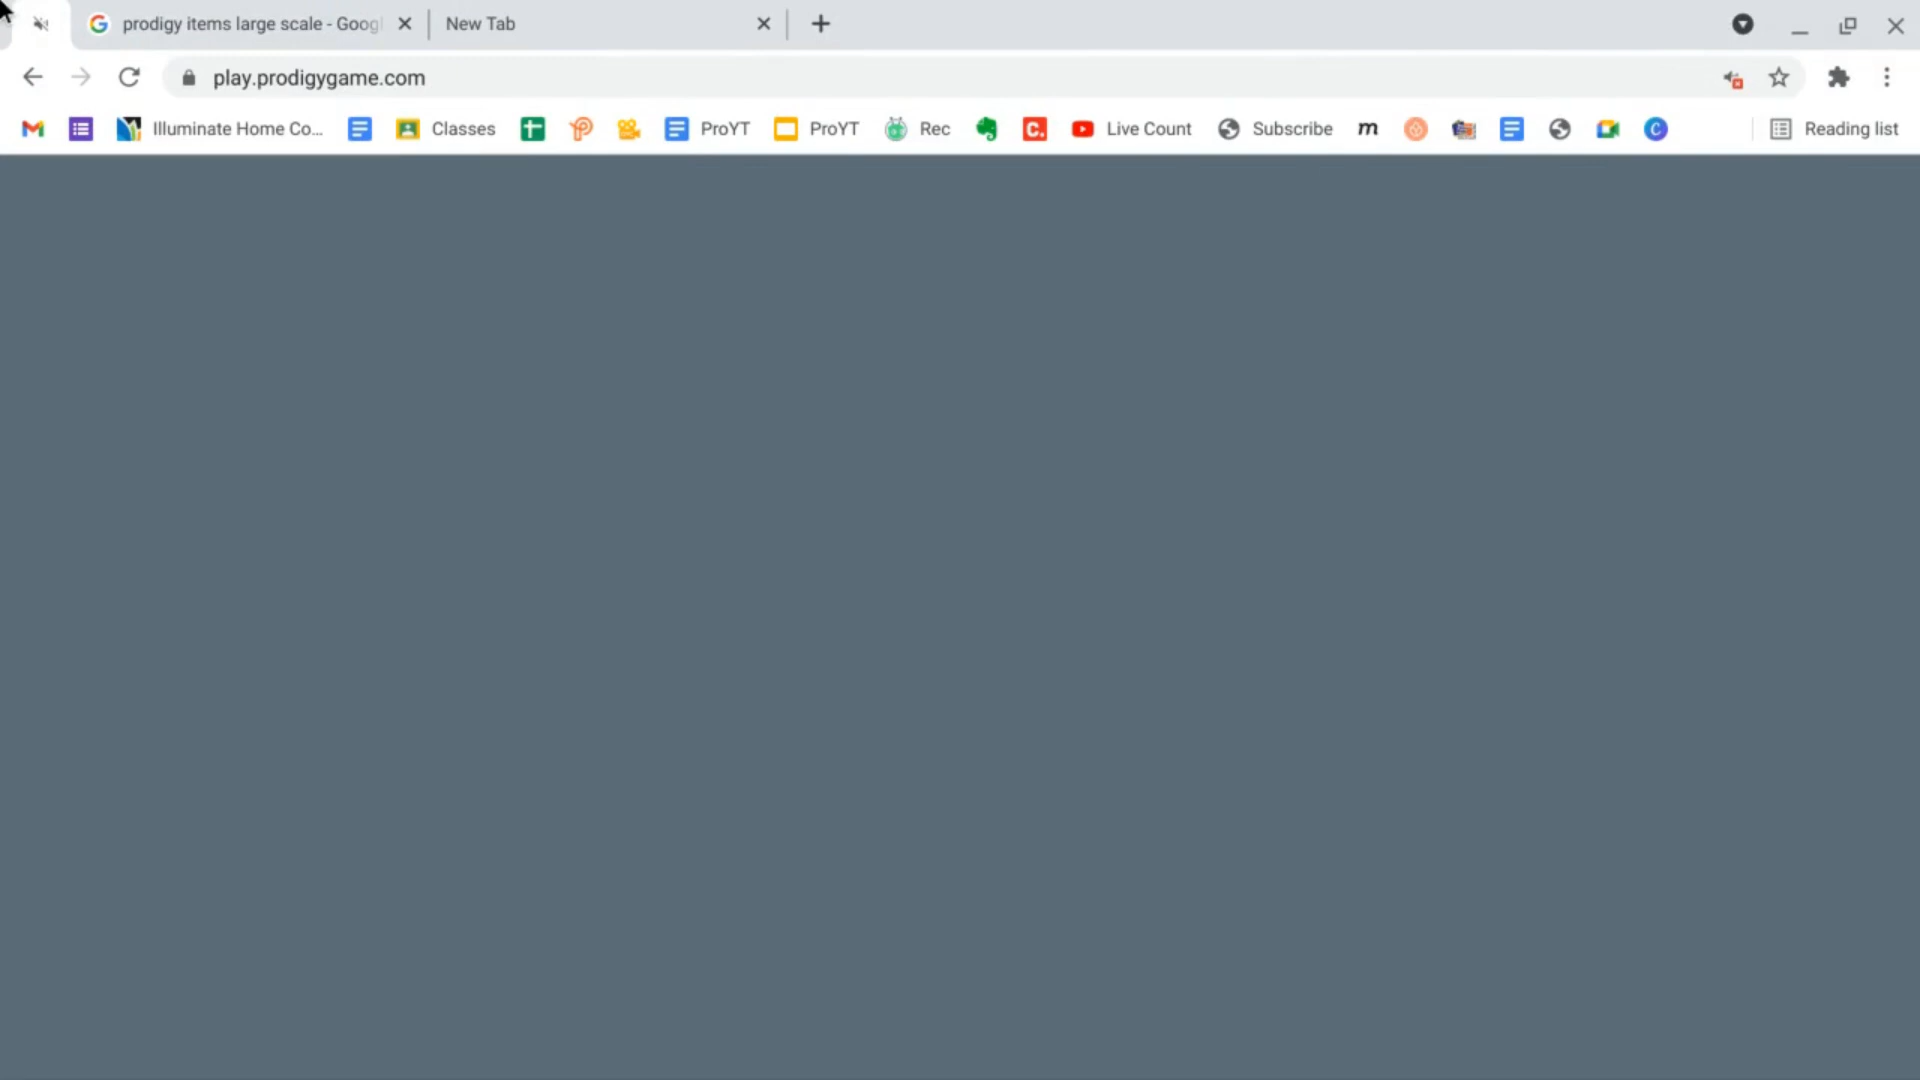 prodigy items large scale - Goog
New Tab
play.prodigygame.com
Illuminate Home Co... Classes ProYT ProYT Rec C. Live Count Subscribe m C Reading list